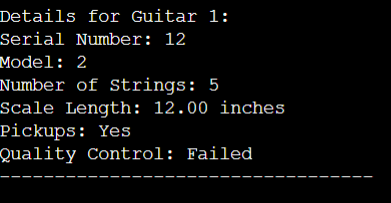 Details for Guitar 1:
Serial Number: 12
Model: 2
Number of Strings: 5
Scale Length: 12.00 inches
Pickups: Yes
Quality Control: Failed
----------------------------------